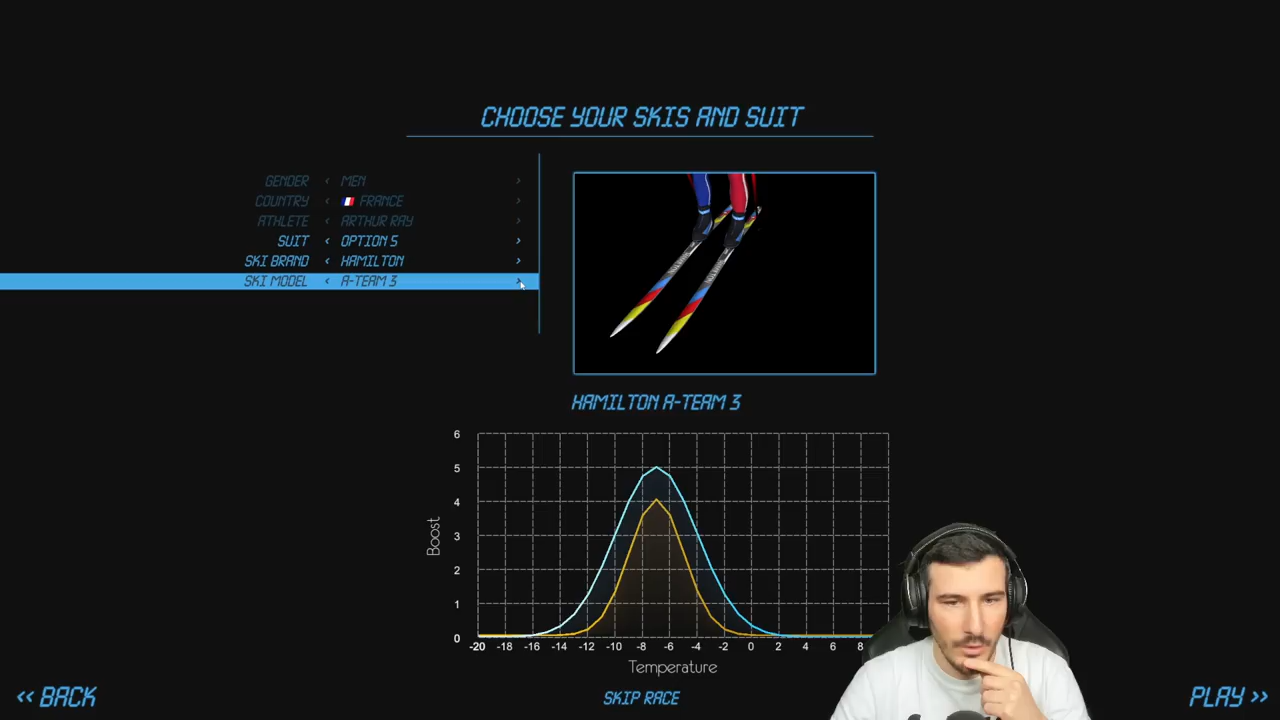 CHOOSE YOUR SKIS AND SUIT
GENDER < MEN >
COUNTRY < FRANCE >
ATHLETE < ARTHUR RAY >
SUIT < OPTION 5 >
SKI BRAND < HAMILTON >
SKI MODEL < A-TEAM 3 >
HAMILTON A-TEAM 3
6
5
4
3
2
1
0
Boost
-20 -18 -16 -14 -12 -10 -8 -6 -4 -2 0 2 4 6 8
Temperature
<< BACK
SKIP RACE
PLAY >>